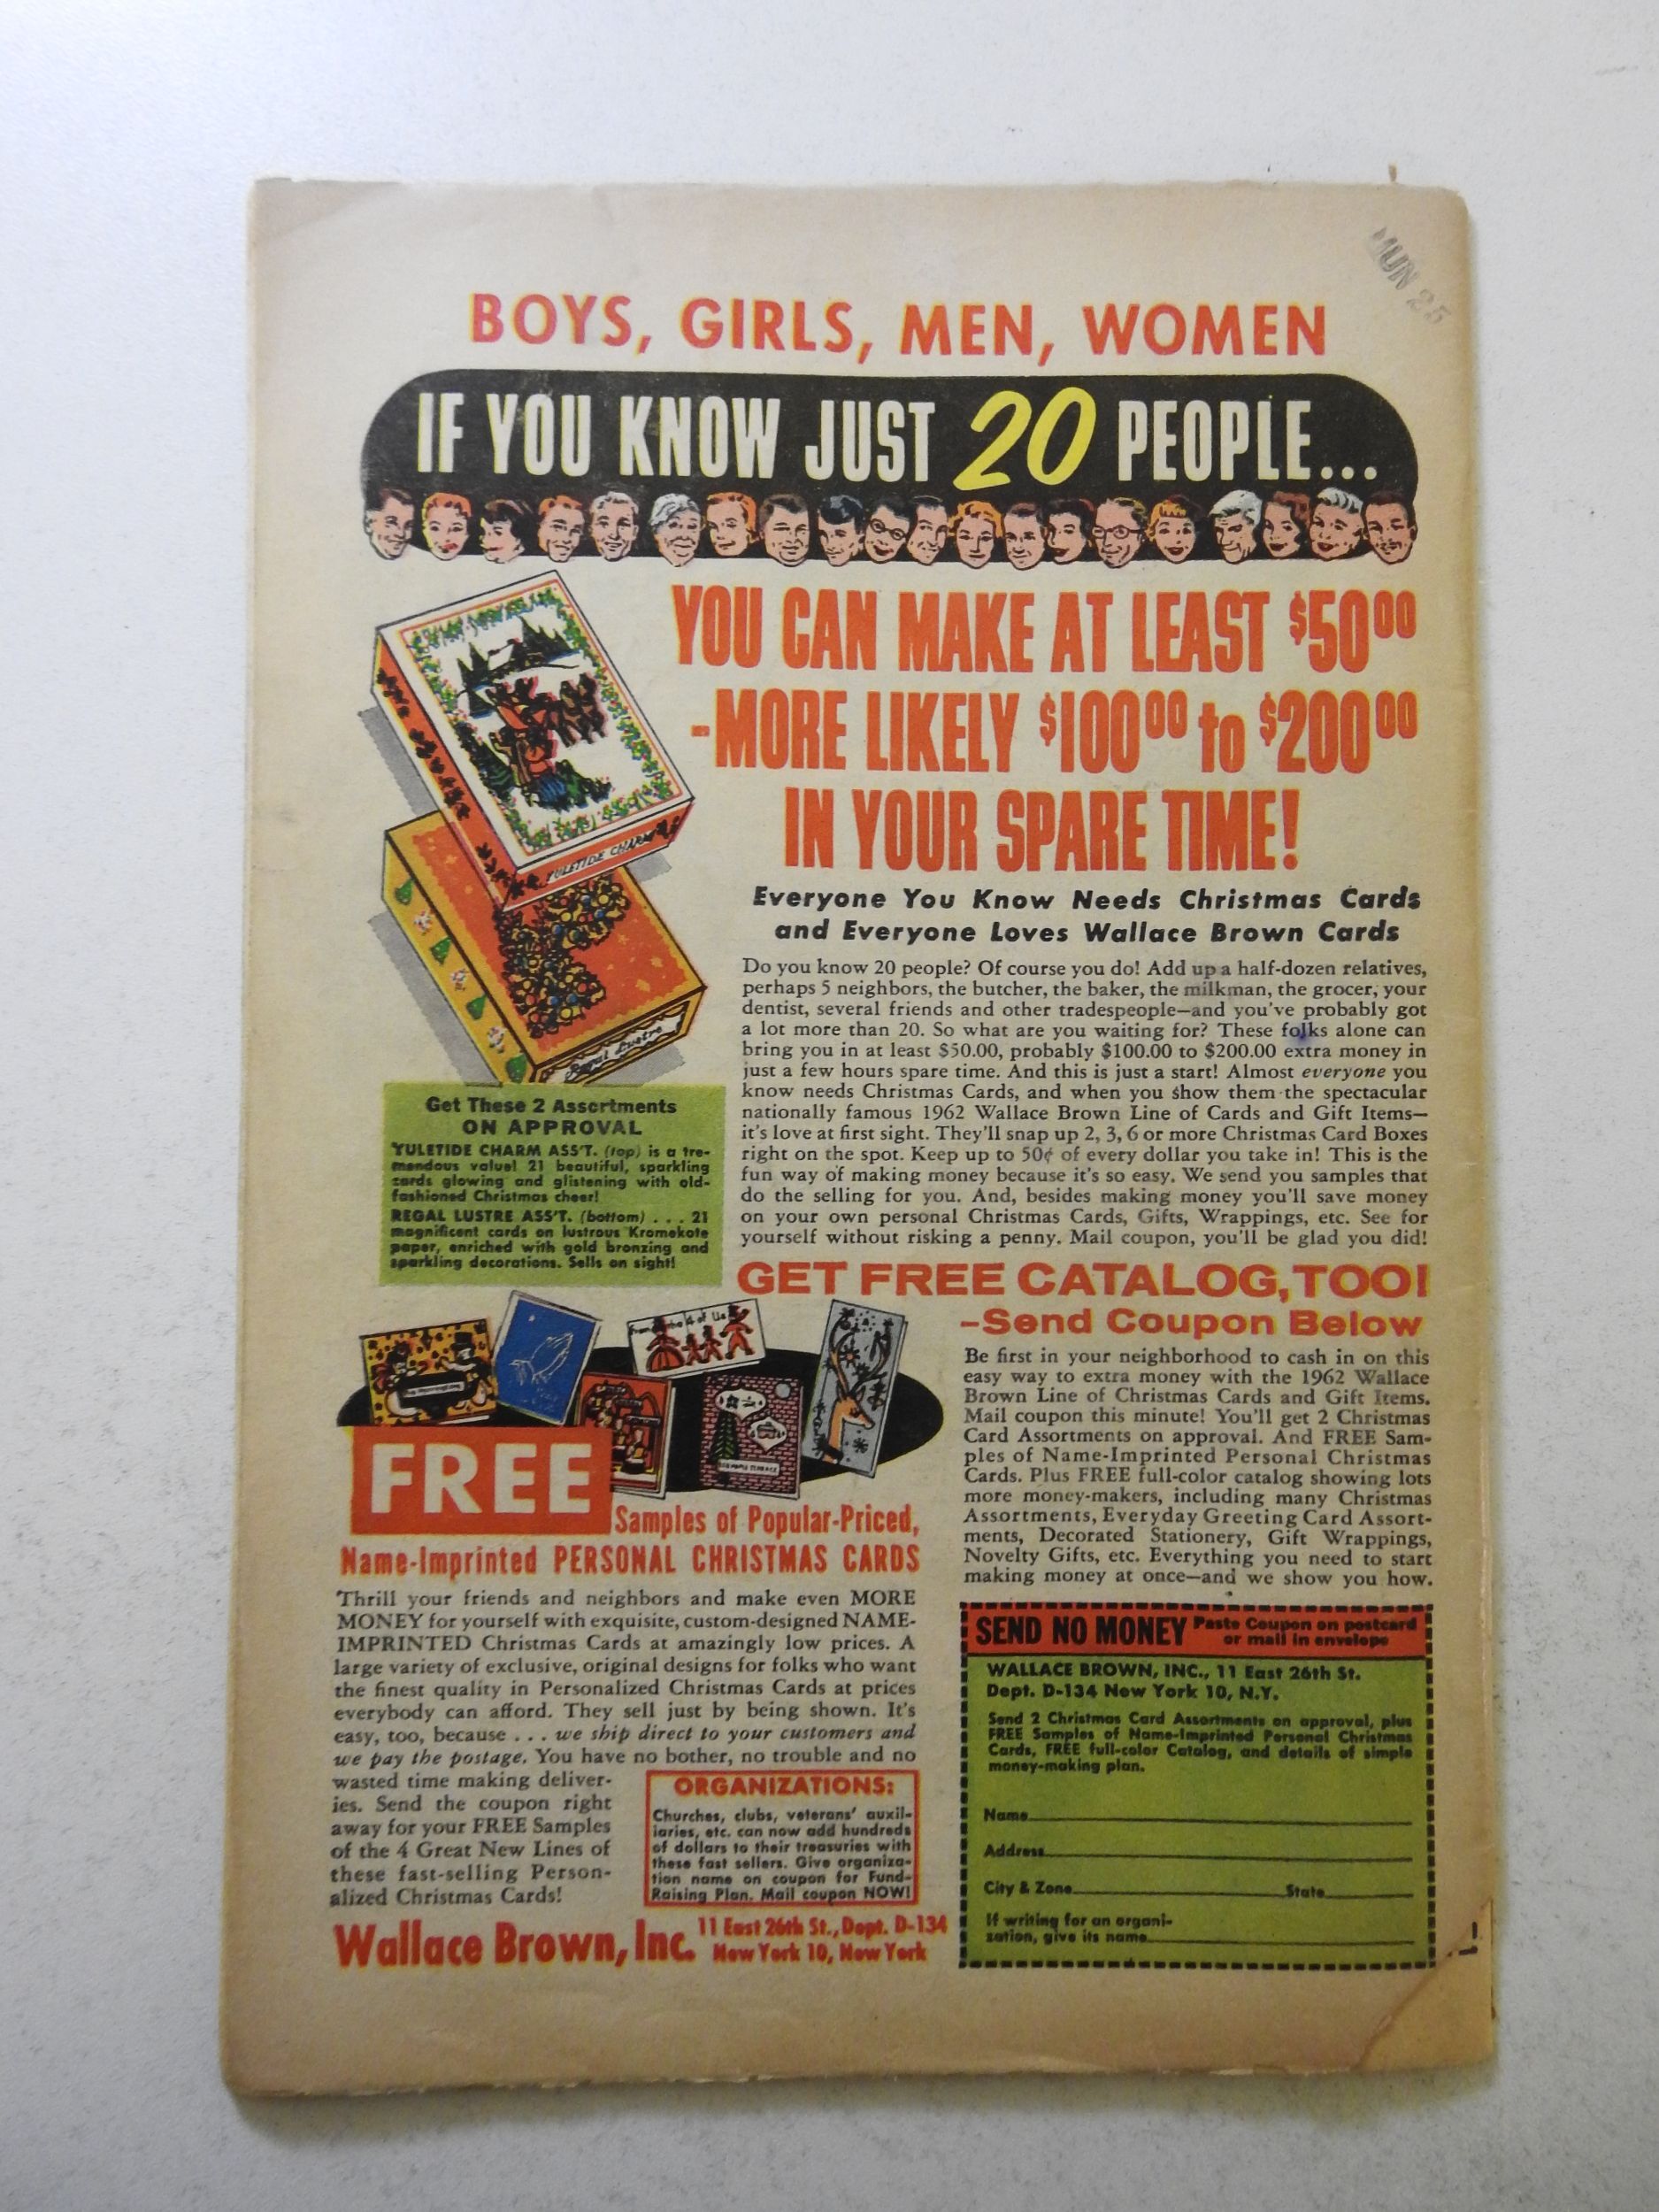 JUN 25
BOYS, GIRLS, MEN, WOMEN
IF YOU KNOW JUST 20 PEOPLE...
YOU CAN MAKE AT LEAST $50⁰⁰
-MORE LIKELY $100⁰⁰ to $200⁰⁰
IN YOUR SPARE TIME!
YULETIDE CHARM
Regal Lustre
Everyone You Know Needs Christmas Cards
and Everyone Loves Wallace Brown Cards
Do you know 20 people? Of course you do! Add up a half-dozen relatives,
perhaps 5 neighbors, the butcher, the baker, the milkman, the grocer, your
dentist, several friends and other tradespeople—and you've probably got
a lot more than 20. So what are you waiting for? These folks alone can
bring you in at least $50.00, probably $100.00 to $200.00 extra money in
just a few hours spare time. And this is just a start! Almost everyone you
know needs Christmas Cards, and when you show them the spectacular
nationally famous 1962 Wallace Brown Line of Cards and Gift Items—
it's love at first sight. They'll snap up 2, 3, 6 or more Christmas Card Boxes
right on the spot. Keep up to 50¢ of every dollar you take in! This is the
fun way of making money because it's so easy. We send you samples that
do the selling for you. And, besides making money you'll save money
on your own personal Christmas Cards, Gifts, Wrappings, etc. See for
yourself without risking a penny. Mail coupon, you'll be glad you did!
Get These 2 Assortments
ON APPROVAL
YULETIDE CHARM ASS'T. (top) is a tre-
mendous value! 21 beautiful, sparkling
cards glowing and glistening with old-
fashioned Christmas cheer!
REGAL LUSTRE ASS'T. (bottom) . . . 21
magnificent cards on lustrous Kromekote
paper, enriched with gold bronzing and
sparkling decorations. Sells on sight!
GET FREE CATALOG, TOO!
—Send Coupon Below
Be first in your neighborhood to cash in on this
easy way to extra money with the 1962 Wallace
Brown Line of Christmas Cards and Gift Items.
Mail coupon this minute! You'll get 2 Christmas
Card Assortments on approval. And FREE Sam-
ples of Name-Imprinted Personal Christmas
Cards. Plus FREE full-color catalog showing lots
more money-makers, including many Christmas
Assortments, Everyday Greeting Card Assort-
ments, Decorated Stationery, Gift Wrappings,
Novelty Gifts, etc. Everything you need to start
making money at once—and we show you how.
From the 4 of Us
FREE
Samples of Popular-Priced,
Name-Imprinted PERSONAL CHRISTMAS CARDS
Thrill your friends and neighbors and make even MORE
MONEY for yourself with exquisite, custom-designed NAME-
IMPRINTED Christmas Cards at amazingly low prices. A
large variety of exclusive, original designs for folks who want
the finest quality in Personalized Christmas Cards at prices
everybody can afford. They sell just by being shown. It's
easy, too, because . . . we ship direct to your customers and
we pay the postage. You have no bother, no trouble and no
wasted time making deliver-
ies. Send the coupon right
away for your FREE Samples
of the 4 Great New Lines of
these fast-selling Person-
alized Christmas Cards!
ORGANIZATIONS:
Churches, clubs, veterans' auxil-
iaries, etc. can now add hundreds
of dollars to their treasuries with
these fast sellers. Give organiza-
tion name on coupon for Fund-
Raising Plan. Mail coupon NOW!
Wallace Brown, Inc. 11 East 26th St., Dept. D-134
New York 10, New York
SEND NO MONEY Paste Coupon on postcard
or mail in envelope
WALLACE BROWN, INC., 11 East 26th St.
Dept. D-134 New York 10, N.Y.
Send 2 Christmas Card Assortments on approval, plus
FREE Samples of Name-Imprinted Personal Christmas
Cards, FREE full-color Catalog, and details of simple
money-making plan.
Name
Address
City & Zone State
If writing for an organi-
zation, give its name